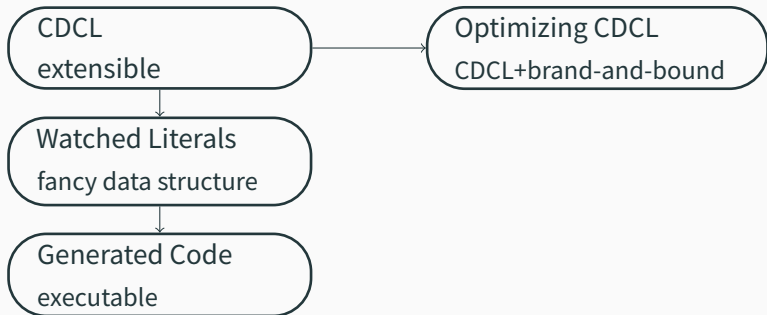 CDCL
extensible
Optimizing CDCL
CDCL+brand-and-bound
Watched Literals
fancy data structure
Generated Code
executable